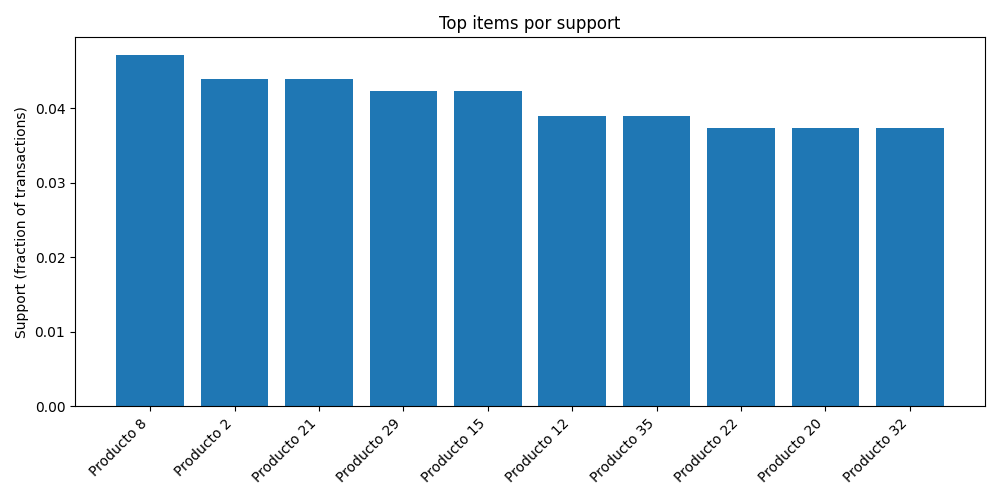 Top items por support
Support (fraction of transactions)
0.04
0.03
0.02
0.01
0.00
Producto 8
Producto 2
Producto 21
Producto 29
Producto 15
Producto 12
Producto 35
Producto 22
Producto 20
Producto 32